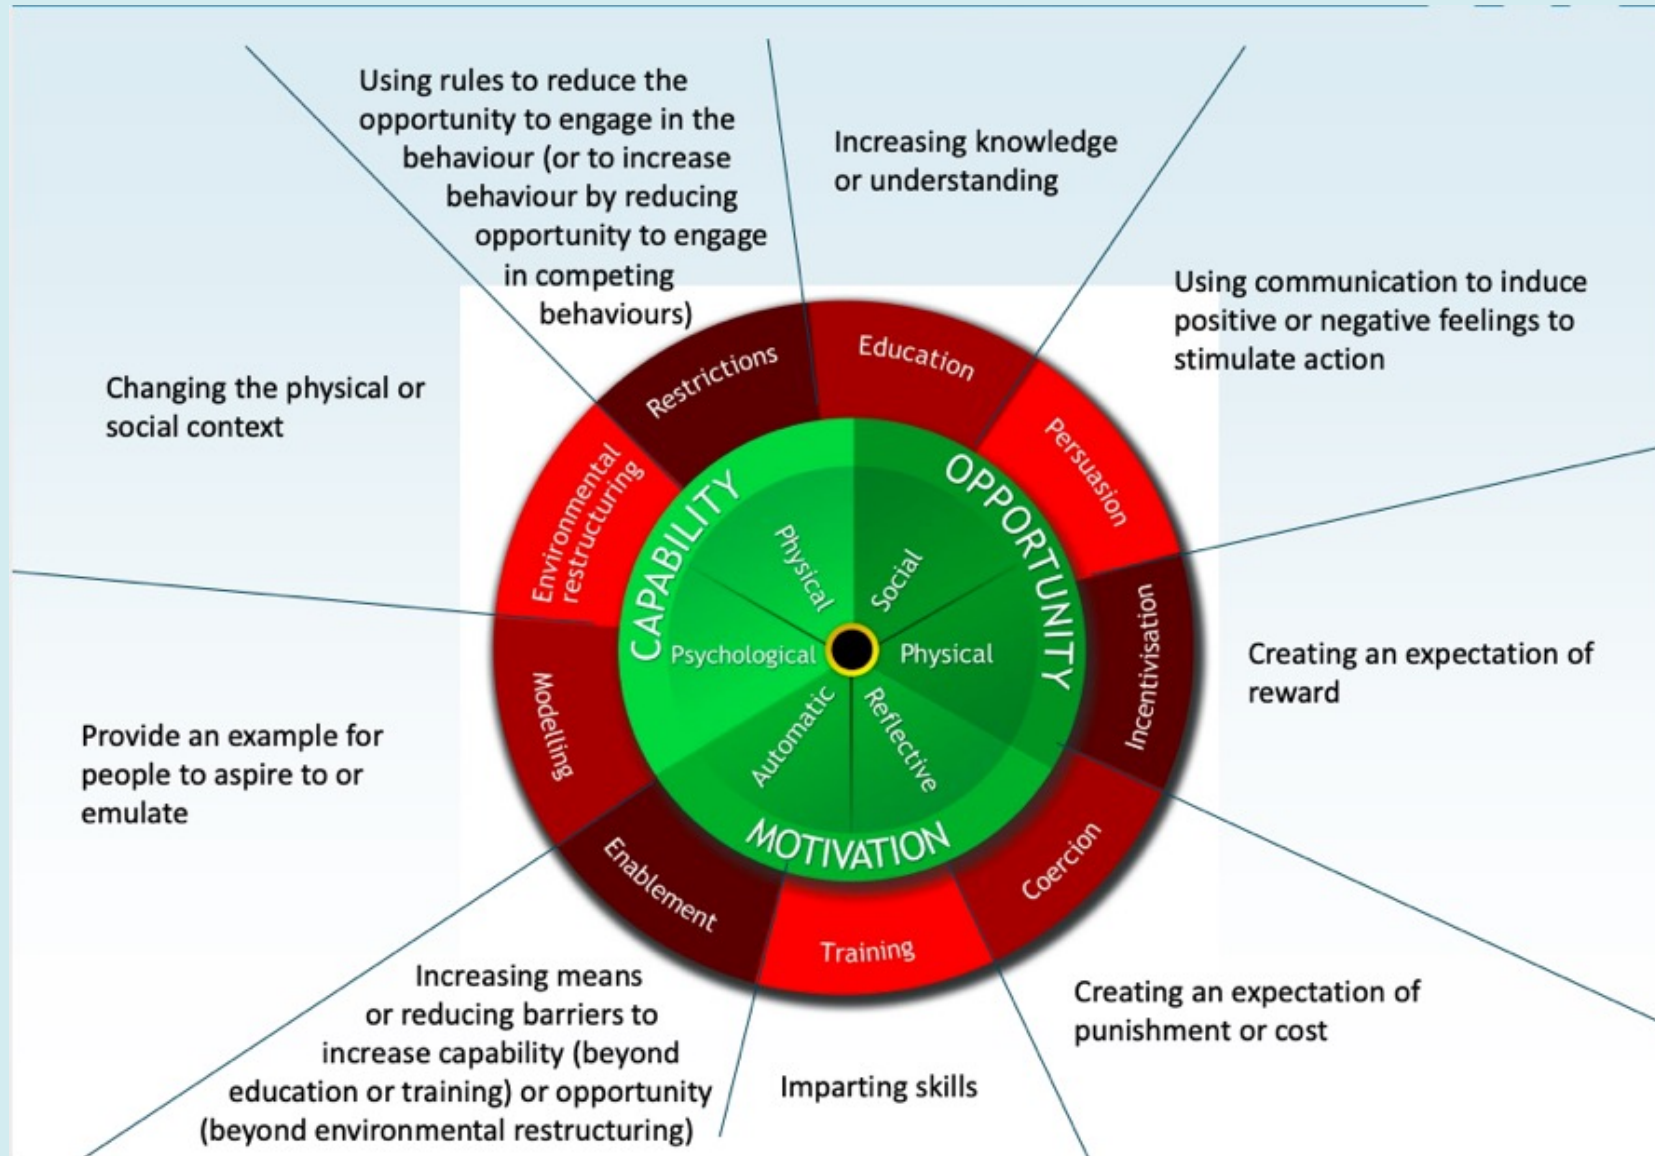 Using rules to reduce the
opportunity to engage in the
behaviour (or to increase
behaviour by reducing
opportunity to engage
in competing
behaviours)
Increasing knowledge
or understanding
Using communication to induce
positive or negative feelings to
stimulate action
Changing the physical or
social context
Restrictions
Education
Persuasion
Environmental
restructuring
CAPABILITY
OPPORTUNITY
Physical
Social
Psychological
Physical
Automatic
Reflective
MOTIVATION
Incentivisation
Creating an expectation of
reward
Modelling
Provide an example for
people to aspire to or
emulate
Enablement
Training
Coercion
Increasing means
or reducing barriers to
increase capability (beyond
education or training) or opportunity
(beyond environmental restructuring)
Imparting skills
Creating an expectation of
punishment or cost